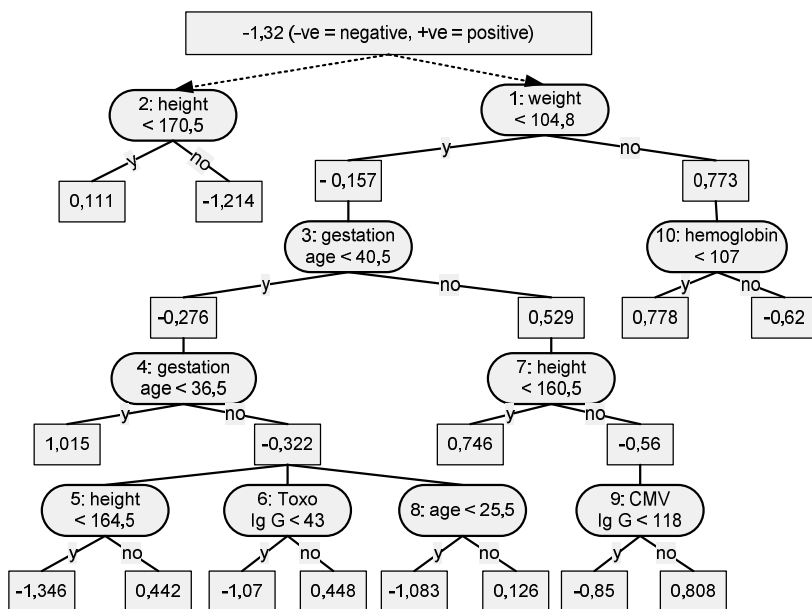 -1,32 (-ve = negative, +ve = positive)
2: height
< 170,5
1: weight
< 104,8
y
no
y
no
0,111
-1,214
- 0,157
0,773
3: gestation
age < 40,5
10: hemoglobin
< 107
y
no
y
no
-0,276
0,529
0,778
-0,62
4: gestation
age < 36,5
7: height
< 160,5
y
no
y
no
1,015
-0,322
0,746
-0,56
5: height
< 164,5
6: Toxo
Ig G < 43
8: age < 25,5
9: CMV
Ig G < 118
y
no
y
no
y
no
y
no
-1,346
0,442
-1,07
0,448
-1,083
0,126
-0,85
0,808